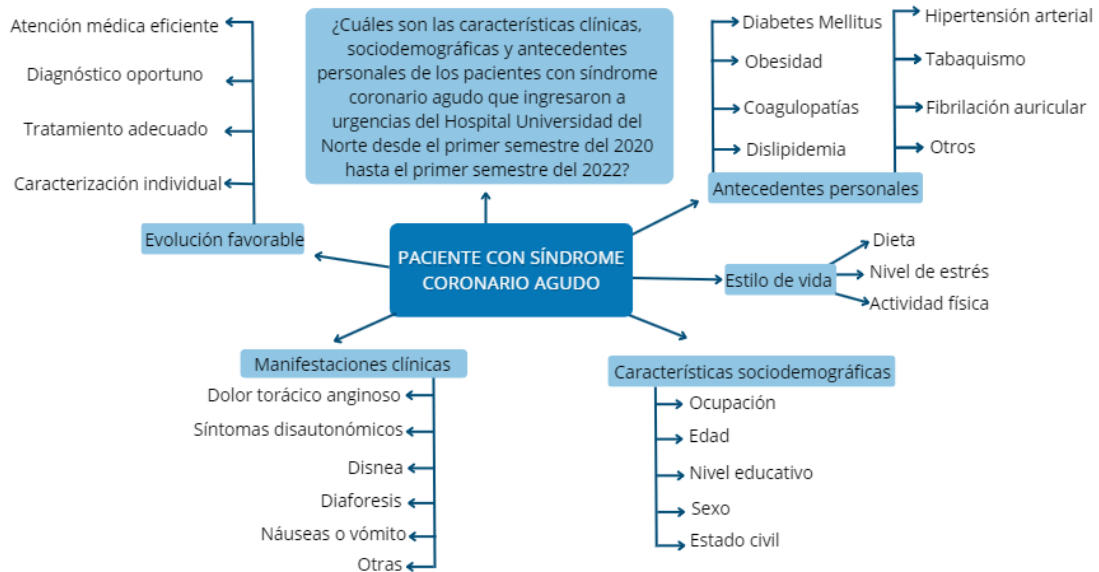 Atención médica eficiente
Diagnóstico oportuno
Tratamiento adecuado
Caracterización individual
Evolución favorable
¿Cuáles son las características clínicas,
sociodemográficas y antecedentes
personales de los pacientes con síndrome
coronario agudo que ingresaron a
urgencias del Hospital Universidad del
Norte desde el primer semestre del 2020
hasta el primer semestre del 2022?
Diabetes Mellitus
Obesidad
Coagulopatías
Dislipidemia
Hipertensión arterial
Tabaquismo
Fibrilación auricular
Otros
Antecedentes personales
PACIENTE CON SÍNDROME
CORONARIO AGUDO
Estilo de vida
Dieta
Nivel de estrés
Actividad física
Manifestaciones clínicas
Dolor torácico anginoso
Síntomas disautonómicos
Disnea
Diaforesis
Náuseas o vómito
Otras
Características sociodemográficas
Ocupación
Edad
Nivel educativo
Sexo
Estado civil